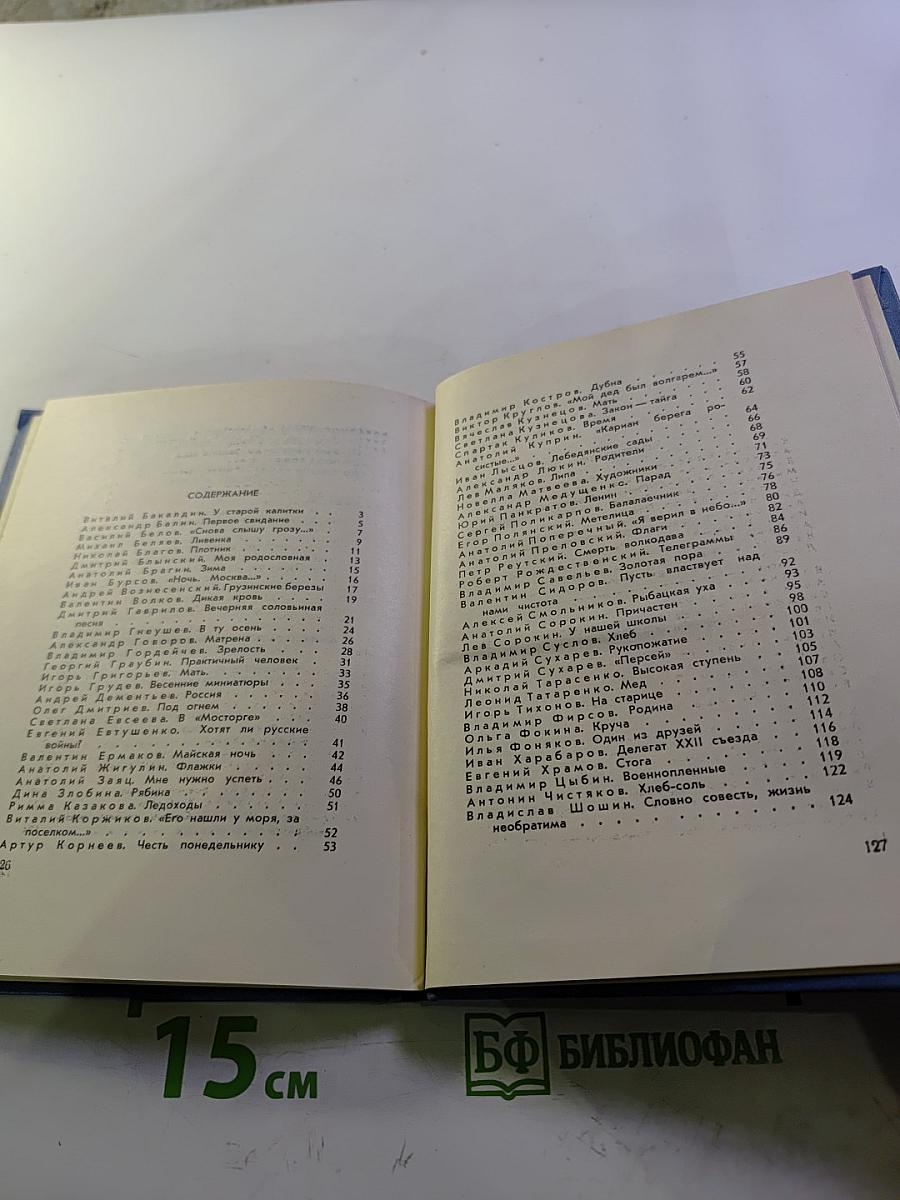 СОДЕРЖАНИЕ
Виталий Бакалдин. У старой калитки . . . 3
Александр Балин. Первое свидание . . . 5
Василий Белов. «Снова слышу грозу...» . . 7
Михаил Беляев. Ливенка . . . . . 9
Николай Благов. Плотник . . . . . 11
Дмитрий Блынский. Моя родословная . 13
Анатолий Брагин. Зима . . . . . 15
Иван Бурсов. «Ночь. Москва...» . . . . 16
Андрей Вознесенский. Грузинские березы 17
Валентин Волков. Дикая кровь . . . . 19
Дмитрий Гаврилов. Вечерняя соловьиная
песня . . . . . . . . . 21
Владимир Гнеушев. В ту осень . . . . 24
Александр Говоров. Матрена . . . . 26
Владимир Гордейчев. Зрелость . . . 28
Георгий Граубин. Практичный человек . 31
Игорь Григорьев. Мать. . . . . . 33
Игорь Грудев. Весенние миниатюры . . . 35
Андрей Дементьев. Россия . . . . . 36
Олег Дмитриев. Под огнем . . . . . 38
Светлана Евсеева. В «Мосторге» . . . 40
Евгений Евтушенко. Хотят ли русские
войны? . . . . . . . . . 41
Валентин Ермаков. Майская ночь . . . 42
Анатолий Жигулин. Флажки . . . . 44
Анатолий Заяц. Мне нужно успеть . . . 46
Дина Злобина. Рябина . . . . . . 50
Римма Казакова. Ледоходы . . . . . 51
Виталий Коржиков. «Его нашли у моря, за
поселком...» . . . . . . . . 52
Артур Корнеев. Честь понедельнику . . 53
26
Владимир Костров. Дубна . . . . . 55
Виктор Круглов. «Мой дед был волгарем...» 57
Вячеслав Кузнецов. Мать . . . . 58
Светлана Кузнецова. Закон — тайга . . 60
Спартак Куликов. Время . . . . . 62
Анатолий Куприн. «Кариан берега ро-
систые...» . . . . . . . . 64
Иван Лысцов. Лебедянские сады . . . 66
Александр Люкин. Родители . . . . 68
Лев Маляков. Липа . . . . . . 69
Новелла Матвеева. Художники . . . . 71
Александр Медущенко. Парад . . . 73
Юрий Панкратов. Ленин . . . . . 75
Сергей Поликарпов. Балалаечник . . . 76
Егор Полянский. Метелица . . . . 78
Анатолий Поперечный. «Я верил в небо...» 80
Анатолий Преловский. Флаги . . . . 82
Петр Реутский. Смерть волкодава . . . 84
Роберт Рождественский. Телеграммы . . 86
Владимир Савельев. Золотая пора . . . 89
Валентин Сидоров. Пусть властвует над
нами чистота . . . . . . . 92
Алексей Смольников. Рыбацкая уха . . 93
Анатолий Сорокин. Причастен . . . . 95
Лев Сорокин. У нашей школы . . . . 98
Владимир Суслов. Хлеб . . . . . 100
Аркадий Сухарев. Рукопожатие . . . 101
Дмитрий Сухарев. «Персей» . . . . 103
Николай Тарасенко. Высокая ступень . . 105
Леонид Татаренко. Мед . . . . . 107
Игорь Тихонов. На старице . . . . 108
Владимир Фирсов. Родина . . . . 110
Ольга Фокина. Круча . . . . . . 112
Илья Фоняков. Один из друзей . . . . 114
Иван Харабаров. Делегат XXII съезда . . 116
Евгений Храмов. Стога . . . . . 118
Владимир Цыбин. Военнопленные . . . 119
Антонин Чистяков. Хлеб-соль . . . . 122
Владислав Шошин. Словно совесть, жизнь
необратима . . . . . . . . 124
127
15 см
БФ БИБЛИОФАН